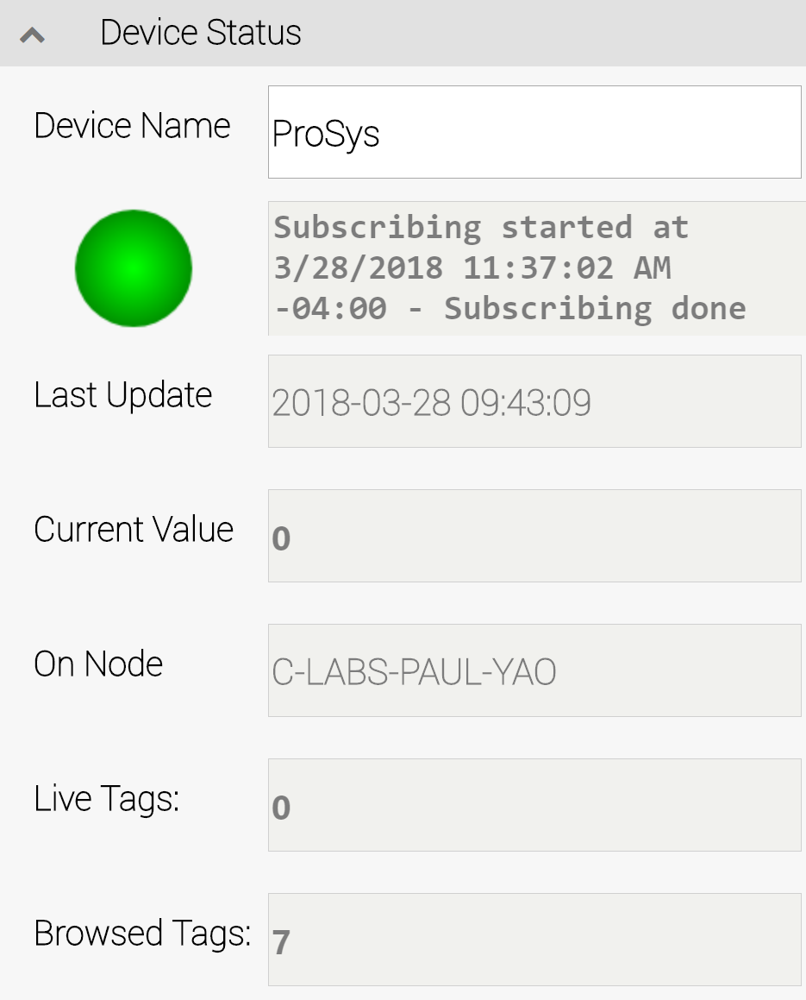 Device Status
Device Name
ProSys
Subscribing started at
3/28/2018 11:37:02 AM
-04:00 - Subscribing done
Last Update
2018-03-28 09:43:09
Current Value
0
On Node
C-LABS-PAUL-YAO
Live Tags:
0
Browsed Tags:
7